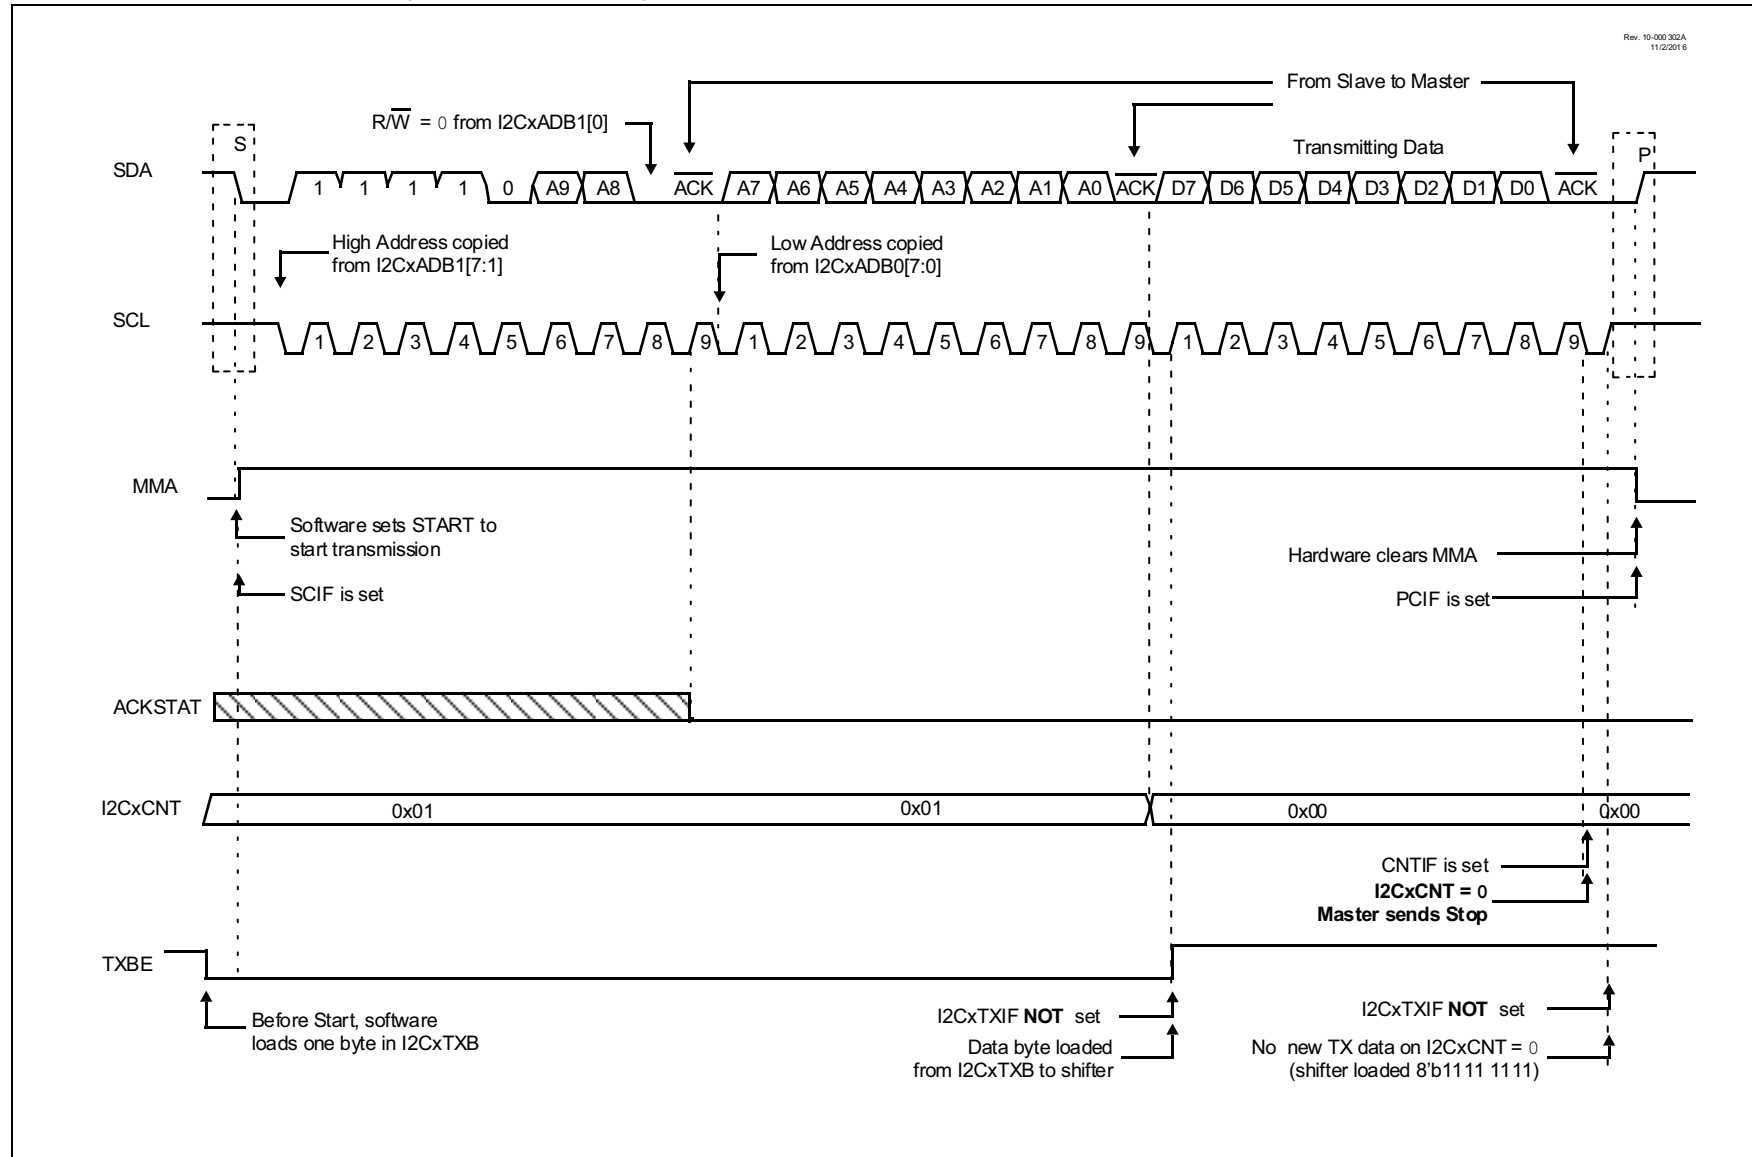 Rev. 10-000302A
11/2/2016
From Slave to Master
R/W = 0 from I2CxADB1[0]
S
Transmitting Data
P
SDA
1 1 1 1 0 A9 A8 ACK A7 A6 A5 A4 A3 A2 A1 A0 ACK D7 D6 D5 D4 D3 D2 D1 D0 ACK
High Address copied
from I2CxADB1[7:1]
Low Address copied
from I2CxADB0[7:0]
SCL
1 2 3 4 5 6 7 8 9 1 2 3 4 5 6 7 8 9 1 2 3 4 5 6 7 8 9
MMA
Software sets START to
start transmission
SCIF is set
Hardware clears MMA
PCIF is set
ACKSTAT
I2CxCNT
0x01 0x01 0x00 0x00
CNTIF is set
I2CxCNT = 0
Master sends Stop
TXBE
Before Start, software
loads one byte in I2CxTXB
I2CxTXIF NOT set
Data byte loaded
from I2CxTXB to shifter
I2CxTXIF NOT set
No new TX data on I2CxCNT = 0
(shifter loaded 8'b1111 1111)